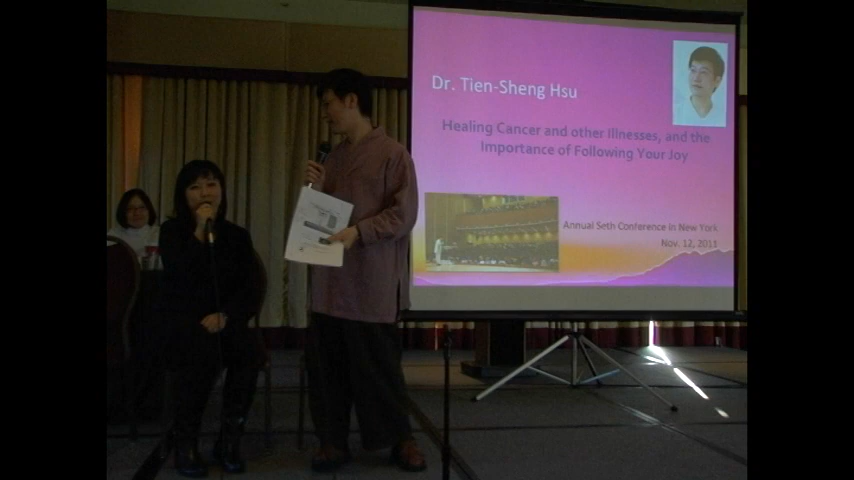 Dr. Tien-Sheng Hsu
Healing Cancer and other Illnesses, and the
Importance of Following Your Joy
Annual Seth Conference in New York
Nov. 12, 2011